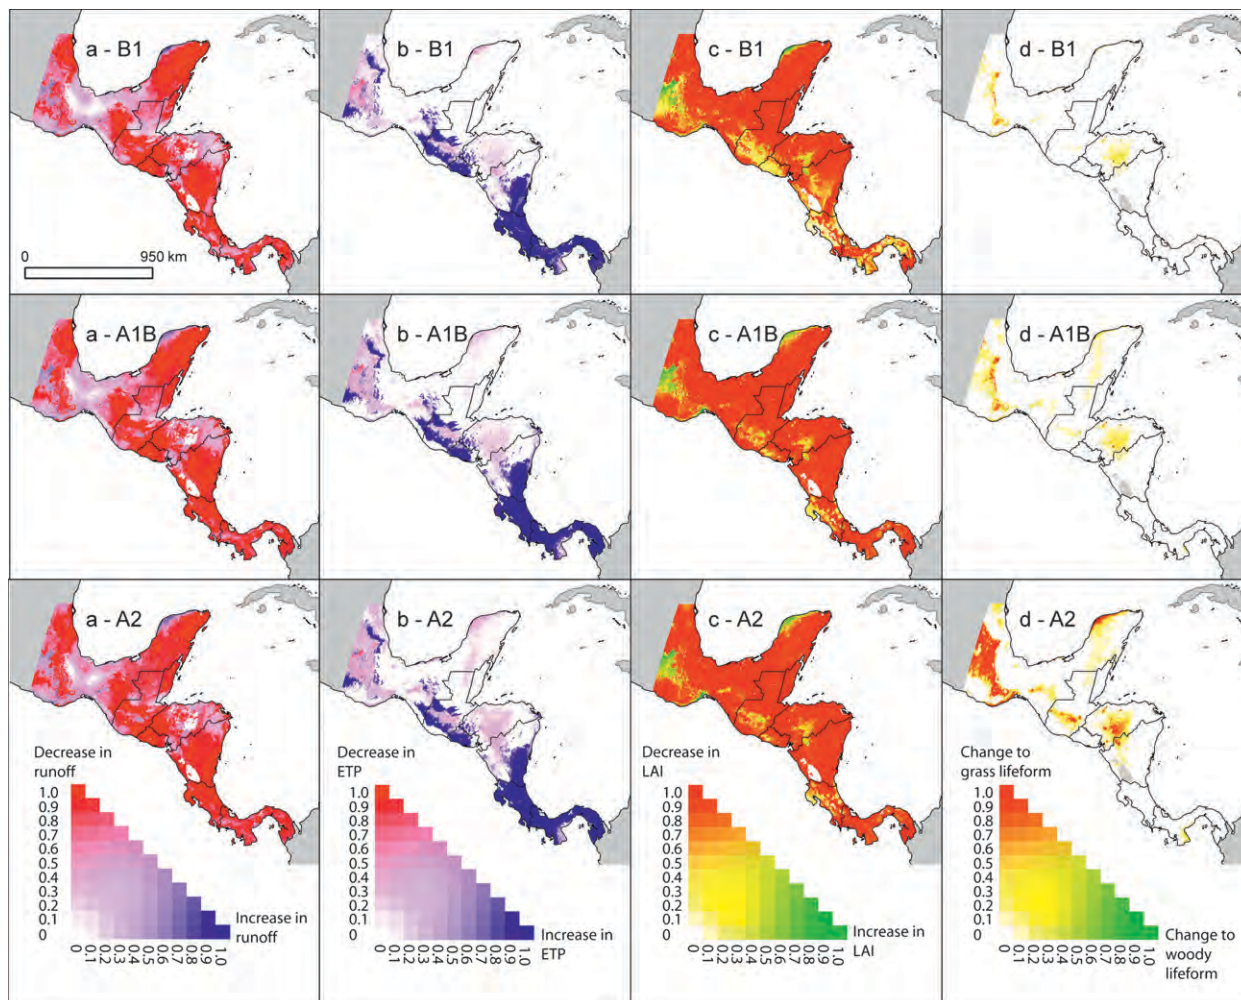 a - B1
b - B1
c - B1
d - B1
0 950 km
a - A1B
b - A1B
c - A1B
d - A1B
a - A2
b - A2
c - A2
d - A2
Decrease in
runoff
1.0
0.9
0.8
0.7
0.6
0.5
0.4
0.3
0.2
0.1
0
0.1
0.2
0.3
0.4
0.5
0.6
0.7
0.8
0.9
1.0
Increase in
runoff
Decrease in
ETP
1.0
0.9
0.8
0.7
0.6
0.5
0.4
0.3
0.2
0.1
0
0.1
0.2
0.3
0.4
0.5
0.6
0.7
0.8
0.9
1.0
Increase in
ETP
Decrease in
LAI
1.0
0.9
0.8
0.7
0.6
0.5
0.4
0.3
0.2
0.1
0
0.1
0.2
0.3
0.4
0.5
0.6
0.7
0.8
0.9
1.0
Increase in
LAI
Change to
grass lifeform
1.0
0.9
0.8
0.7
0.6
0.5
0.4
0.3
0.2
0.1
0
0.1
0.2
0.3
0.4
0.5
0.6
0.7
0.8
0.9
1.0
Change to
woody
lifeform